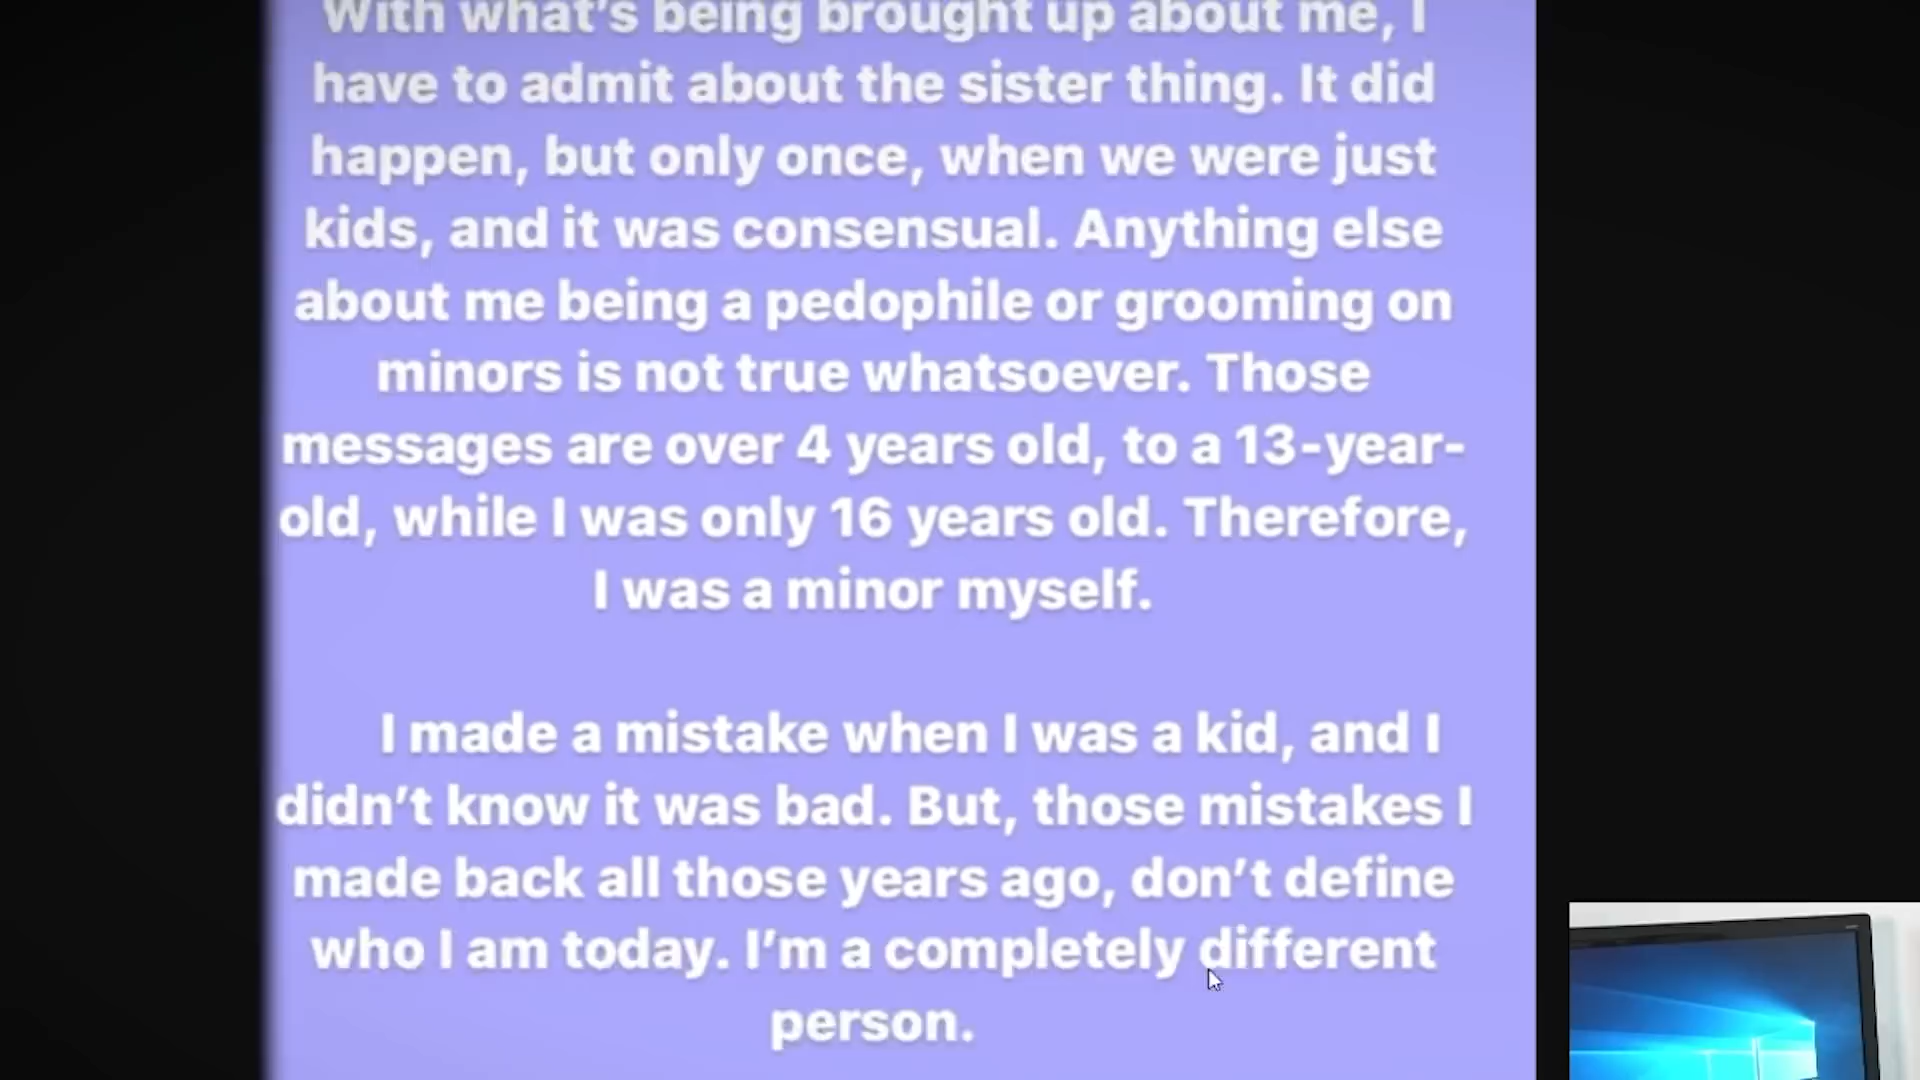 With what's being brought up about me, I
have to admit about the sister thing. It did
happen, but only once, when we were just
kids, and it was consensual. Anything else
about me being a pedophile or grooming on
minors is not true whatsoever. Those
messages are over 4 years old, to a 13-year-
old, while I was only 16 years old. Therefore,
I was a minor myself.
I made a mistake when I was a kid, and I
didn't know it was bad. But, those mistakes I
made back all those years ago, don't define
who I am today. I'm a completely different
person.